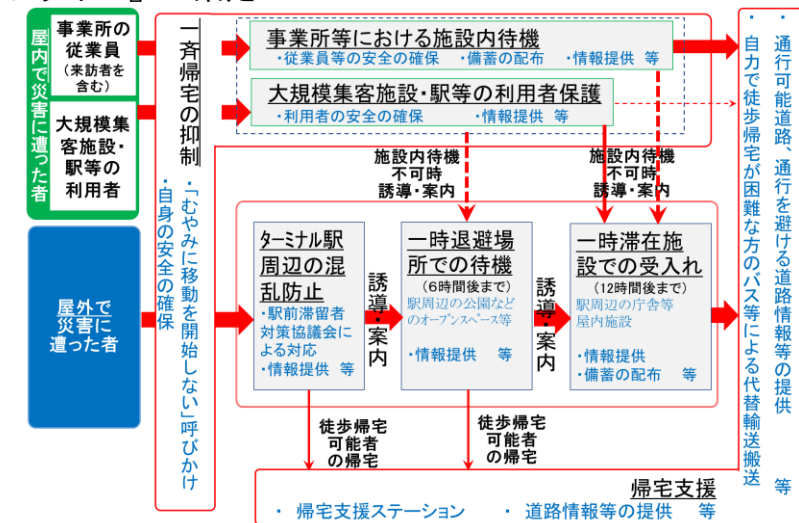 屋内で災害に遭った者
事業所の
従業員
(来訪者を
含む)
大規模集
客施設・
駅等の
利用者
屋外で
災害に
遭った者
一斉帰宅の抑制
・「むやみに移動を開始しない」呼びかけ
・自身の安全の確保
事業所等における施設内待機
・従業員等の安全の確保 ・備蓄の配布 ・情報提供 等
大規模集客施設・駅等の利用者保護
・利用者の安全の確保 ・情報提供 等
施設内待機
不可時
誘導・案内
施設内待機
不可時
誘導・案内
ターミナル駅
周辺の混
乱防止
・駅前滞留者
対策協議会に
よる対応
・情報提供 等
誘導・案内
一時退避場
所での待機
(6時間後まで)
駅周辺の公園など
のオープンスペース等
・情報提供 等
誘導・案内
一時滞在施
設での受入れ
(12時間後まで)
駅周辺の庁舎等
屋内施設
・情報提供
・備蓄の配布 等
徒歩帰宅
可能者
の帰宅
徒歩帰宅
可能者
の帰宅
帰宅支援
・ 帰宅支援ステーション ・ 道路情報等の提供 等
・通行可能道路、通行を避ける道路情報等の提供 等
・自力で徒歩帰宅が困難な方のバス等による代替輸送搬送